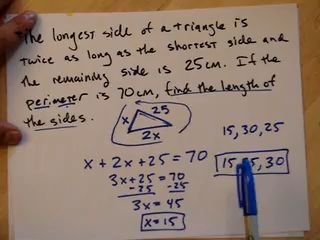 The longest side of a triangle is
twice as long as the shortest side and
the remaining side is 25cm. If the
perimeter is 70cm, find the length of
the sides.
25
x
2x
x + 2x + 25 = 70
3x + 25 = 70
-25 -25
3x = 45
x = 15
15, 30, 25
15, 30